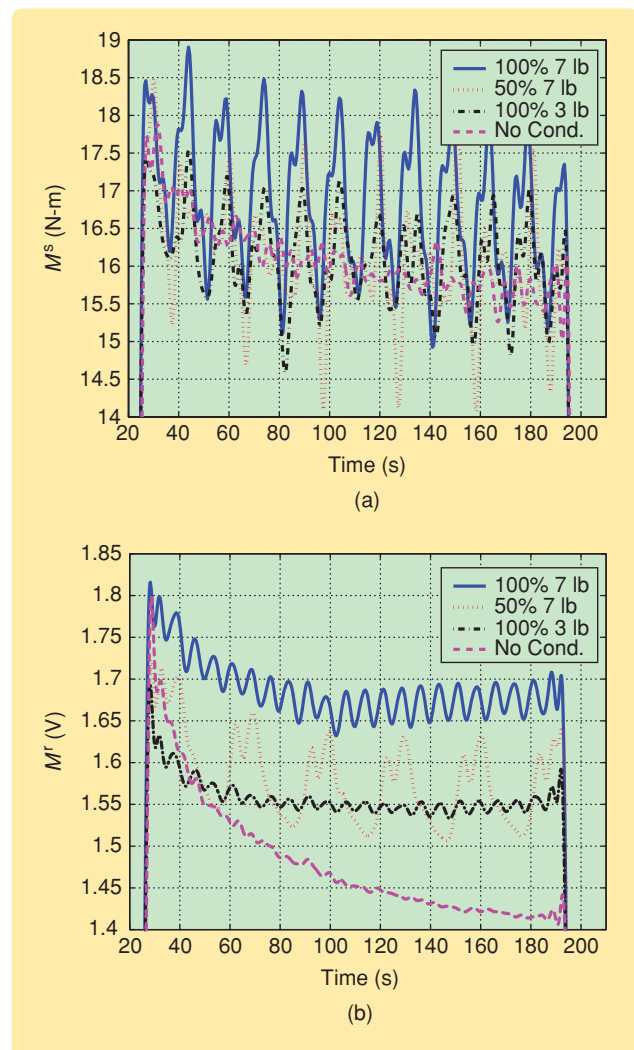 19
18.5
18
17.5
17
16.5
16
15.5
15
14.5
14
Mˢ (N-m)
100% 7 lb
50% 7 lb
100% 3 lb
No Cond.
20 40 60 80 100 120 140 160 180 200
Time (s)
(a)
1.85
1.8
1.75
1.7
1.65
1.6
1.55
1.5
1.45
1.4
Mʳ (V)
100% 7 lb
50% 7 lb
100% 3 lb
No Cond.
20 40 60 80 100 120 140 160 180 200
Time (s)
(b)